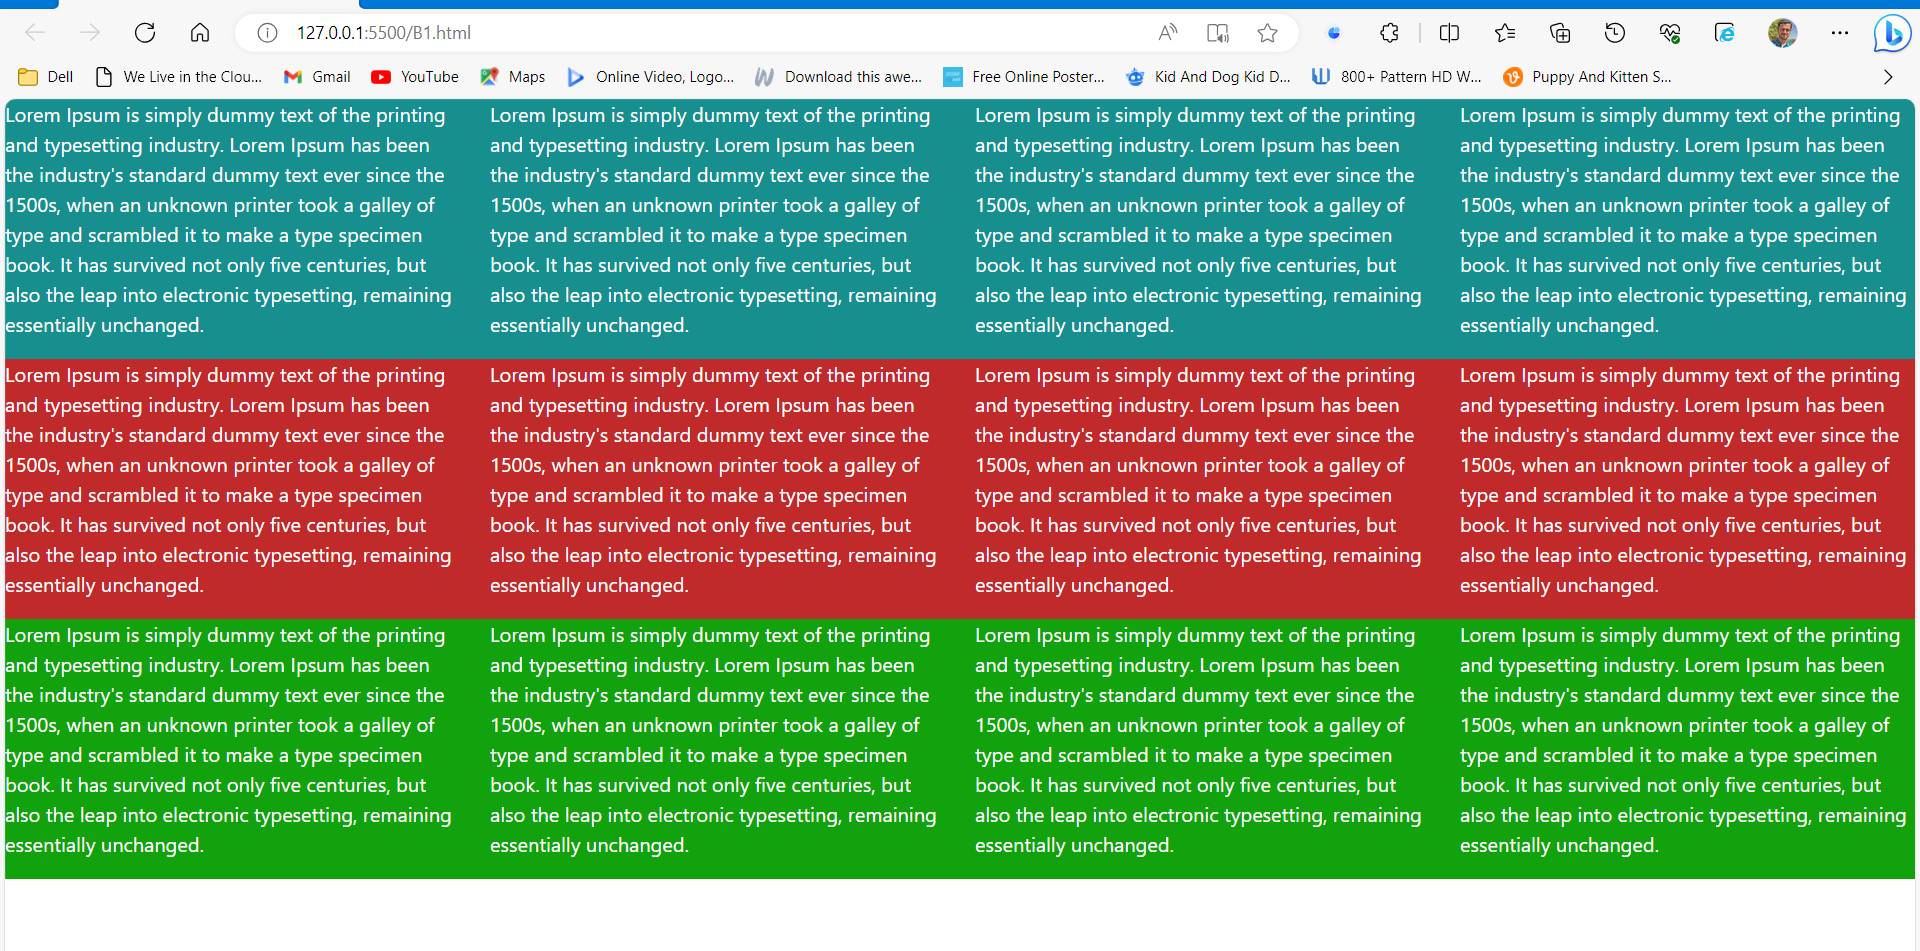 127.0.0.1:5500/B1.html
Dell We Live in the Clou... Gmail YouTube Maps Online Video, Logo... Download this awe... Free Online Poster... Kid And Dog Kid D... 800+ Pattern HD W... Puppy And Kitten S...
Lorem Ipsum is simply dummy text of the printing
and typesetting industry. Lorem Ipsum has been
the industry's standard dummy text ever since the
1500s, when an unknown printer took a galley of
type and scrambled it to make a type specimen
book. It has survived not only five centuries, but
also the leap into electronic typesetting, remaining
essentially unchanged.
Lorem Ipsum is simply dummy text of the printing
and typesetting industry. Lorem Ipsum has been
the industry's standard dummy text ever since the
1500s, when an unknown printer took a galley of
type and scrambled it to make a type specimen
book. It has survived not only five centuries, but
also the leap into electronic typesetting, remaining
essentially unchanged.
Lorem Ipsum is simply dummy text of the printing
and typesetting industry. Lorem Ipsum has been
the industry's standard dummy text ever since the
1500s, when an unknown printer took a galley of
type and scrambled it to make a type specimen
book. It has survived not only five centuries, but
also the leap into electronic typesetting, remaining
essentially unchanged.
Lorem Ipsum is simply dummy text of the printing
and typesetting industry. Lorem Ipsum has been
the industry's standard dummy text ever since the
1500s, when an unknown printer took a galley of
type and scrambled it to make a type specimen
book. It has survived not only five centuries, but
also the leap into electronic typesetting, remaining
essentially unchanged.
Lorem Ipsum is simply dummy text of the printing
and typesetting industry. Lorem Ipsum has been
the industry's standard dummy text ever since the
1500s, when an unknown printer took a galley of
type and scrambled it to make a type specimen
book. It has survived not only five centuries, but
also the leap into electronic typesetting, remaining
essentially unchanged.
Lorem Ipsum is simply dummy text of the printing
and typesetting industry. Lorem Ipsum has been
the industry's standard dummy text ever since the
1500s, when an unknown printer took a galley of
type and scrambled it to make a type specimen
book. It has survived not only five centuries, but
also the leap into electronic typesetting, remaining
essentially unchanged.
Lorem Ipsum is simply dummy text of the printing
and typesetting industry. Lorem Ipsum has been
the industry's standard dummy text ever since the
1500s, when an unknown printer took a galley of
type and scrambled it to make a type specimen
book. It has survived not only five centuries, but
also the leap into electronic typesetting, remaining
essentially unchanged.
Lorem Ipsum is simply dummy text of the printing
and typesetting industry. Lorem Ipsum has been
the industry's standard dummy text ever since the
1500s, when an unknown printer took a galley of
type and scrambled it to make a type specimen
book. It has survived not only five centuries, but
also the leap into electronic typesetting, remaining
essentially unchanged.
Lorem Ipsum is simply dummy text of the printing
and typesetting industry. Lorem Ipsum has been
the industry's standard dummy text ever since the
1500s, when an unknown printer took a galley of
type and scrambled it to make a type specimen
book. It has survived not only five centuries, but
also the leap into electronic typesetting, remaining
essentially unchanged.
Lorem Ipsum is simply dummy text of the printing
and typesetting industry. Lorem Ipsum has been
the industry's standard dummy text ever since the
1500s, when an unknown printer took a galley of
type and scrambled it to make a type specimen
book. It has survived not only five centuries, but
also the leap into electronic typesetting, remaining
essentially unchanged.
Lorem Ipsum is simply dummy text of the printing
and typesetting industry. Lorem Ipsum has been
the industry's standard dummy text ever since the
1500s, when an unknown printer took a galley of
type and scrambled it to make a type specimen
book. It has survived not only five centuries, but
also the leap into electronic typesetting, remaining
essentially unchanged.
Lorem Ipsum is simply dummy text of the printing
and typesetting industry. Lorem Ipsum has been
the industry's standard dummy text ever since the
1500s, when an unknown printer took a galley of
type and scrambled it to make a type specimen
book. It has survived not only five centuries, but
also the leap into electronic typesetting, remaining
essentially unchanged.